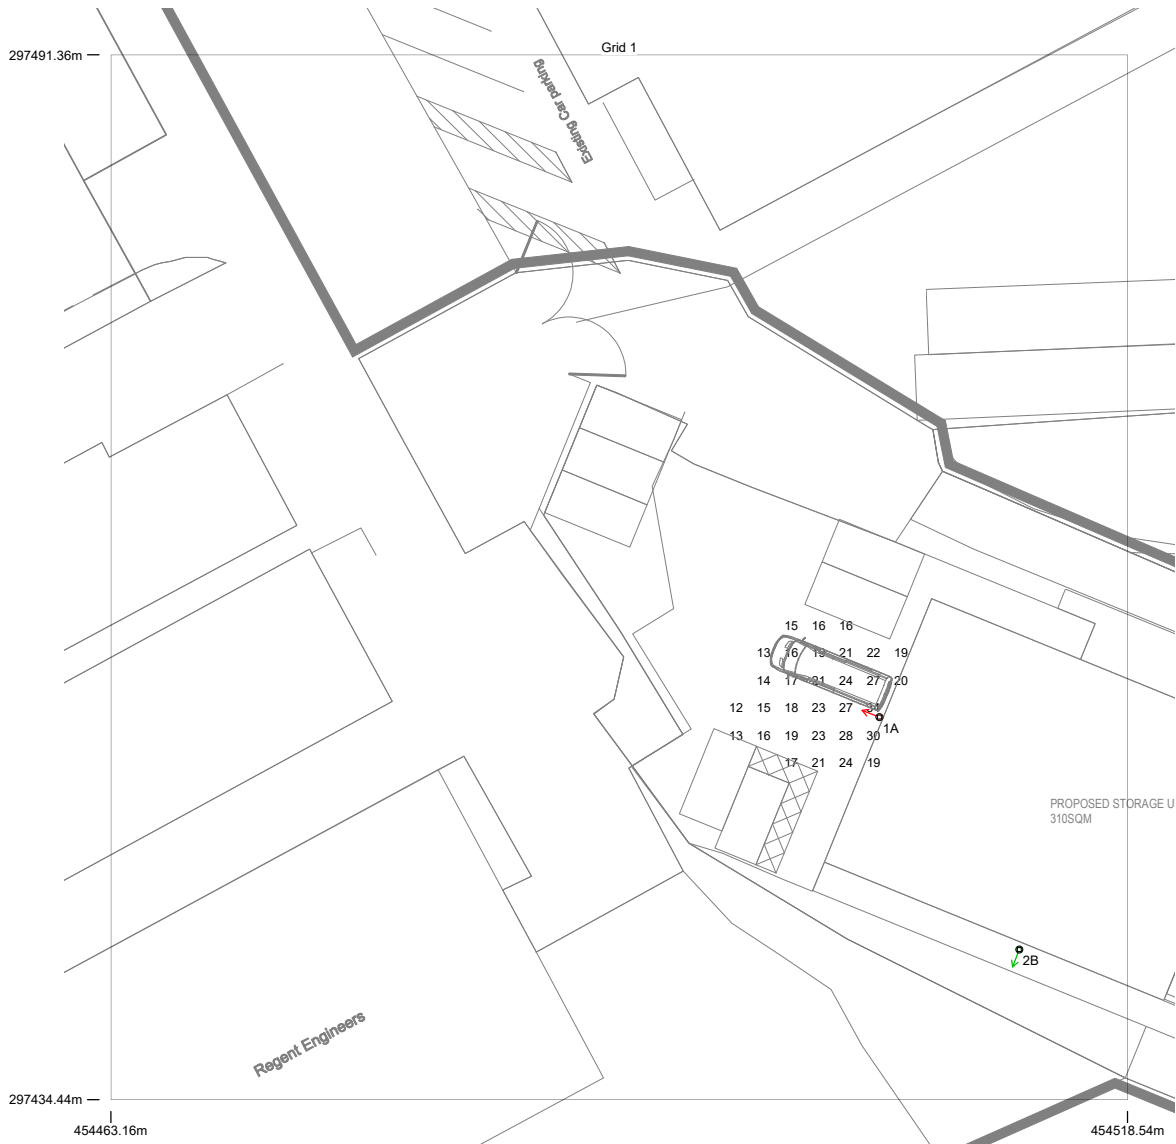 Grid 1
297491.36m
Existing Car parking
15 16 16
13 16 19 21 22 19
14 17 21 24 27 20
12 15 18 23 27 34
1A
13 16 19 23 28 30
17 21 24 19
PROPOSED STORAGE U
310SQM
2B
Regent Engineers
297434.44m
454463.16m
454518.54m